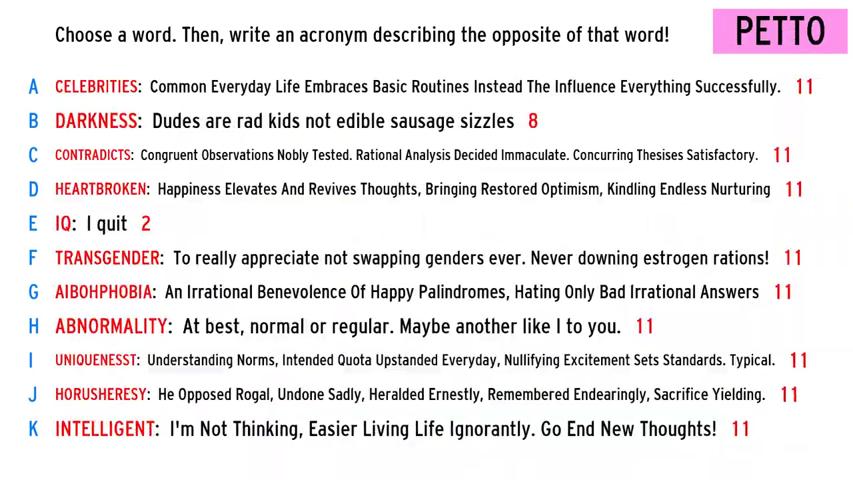 Choose a word. Then, write an acronym describing the opposite of that word!
PETTO
A CELEBRITIES: Common Everyday Life Embraces Basic Routines Instead The Influence Everything Successfully. 11
B DARKNESS: Dudes are rad kids not edible sausage sizzles 8
C CONTRADICTS: Congruent Observations Nobly Tested. Rational Analysis Decided Immaculate. Concurring Thesises Satisfactory. 11
D HEARTBROKEN: Happiness Elevates And Revives Thoughts, Bringing Restored Optimism, Kindling Endless Nurturing 11
E IQ: I quit 2
F TRANSGENDER: To really appreciate not swapping genders ever. Never downing estrogen rations! 11
G AIBOHPHOBIA: An Irrational Benevolence Of Happy Palindromes, Hating Only Bad Irrational Answers 11
H ABNORMALITY: At best, normal or regular. Maybe another like I to you. 11
I UNIQUENESST: Understanding Norms, Intended Quota Upstanded Everyday, Nullifying Excitement Sets Standards. Typical. 11
J HORUSHERESY: He Opposed Rogal, Undone Sadly, Heralded Ernestly, Remembered Endearingly, Sacrifice Yielding. 11
K INTELLIGENT: I'm Not Thinking, Easier Living Life Ignorantly. Go End New Thoughts! 11